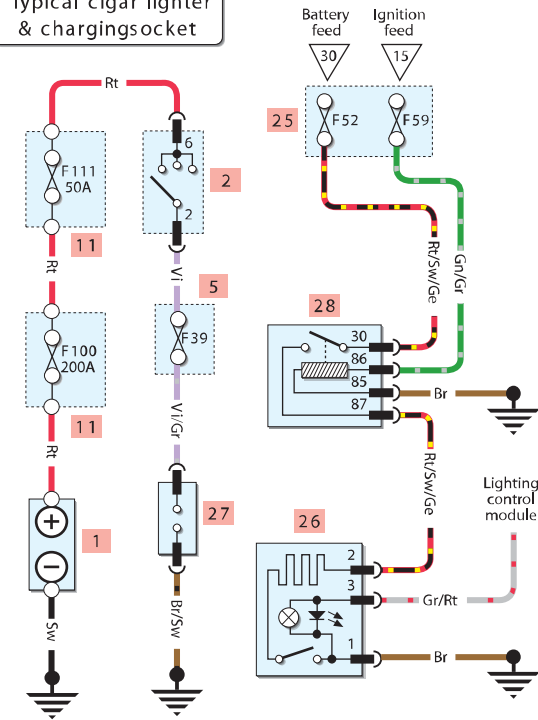 Typical cigar lighter
& chargingsocket
Rt
F111
50A
11
Rt
F100
200A
11
Rt
+
1
−
Sw
6
2
2
Vi
5
F39
Vi/Gr
27
Br/Sw
Battery
feed
Ignition
feed
30
15
25
F52
F59
Rt/Sw/Ge
Gn/Gr
28
30
86
85
87
Br
Rt/Sw/Ge
Lighting
control
module
26
2
3
Gr/Rt
1
Br